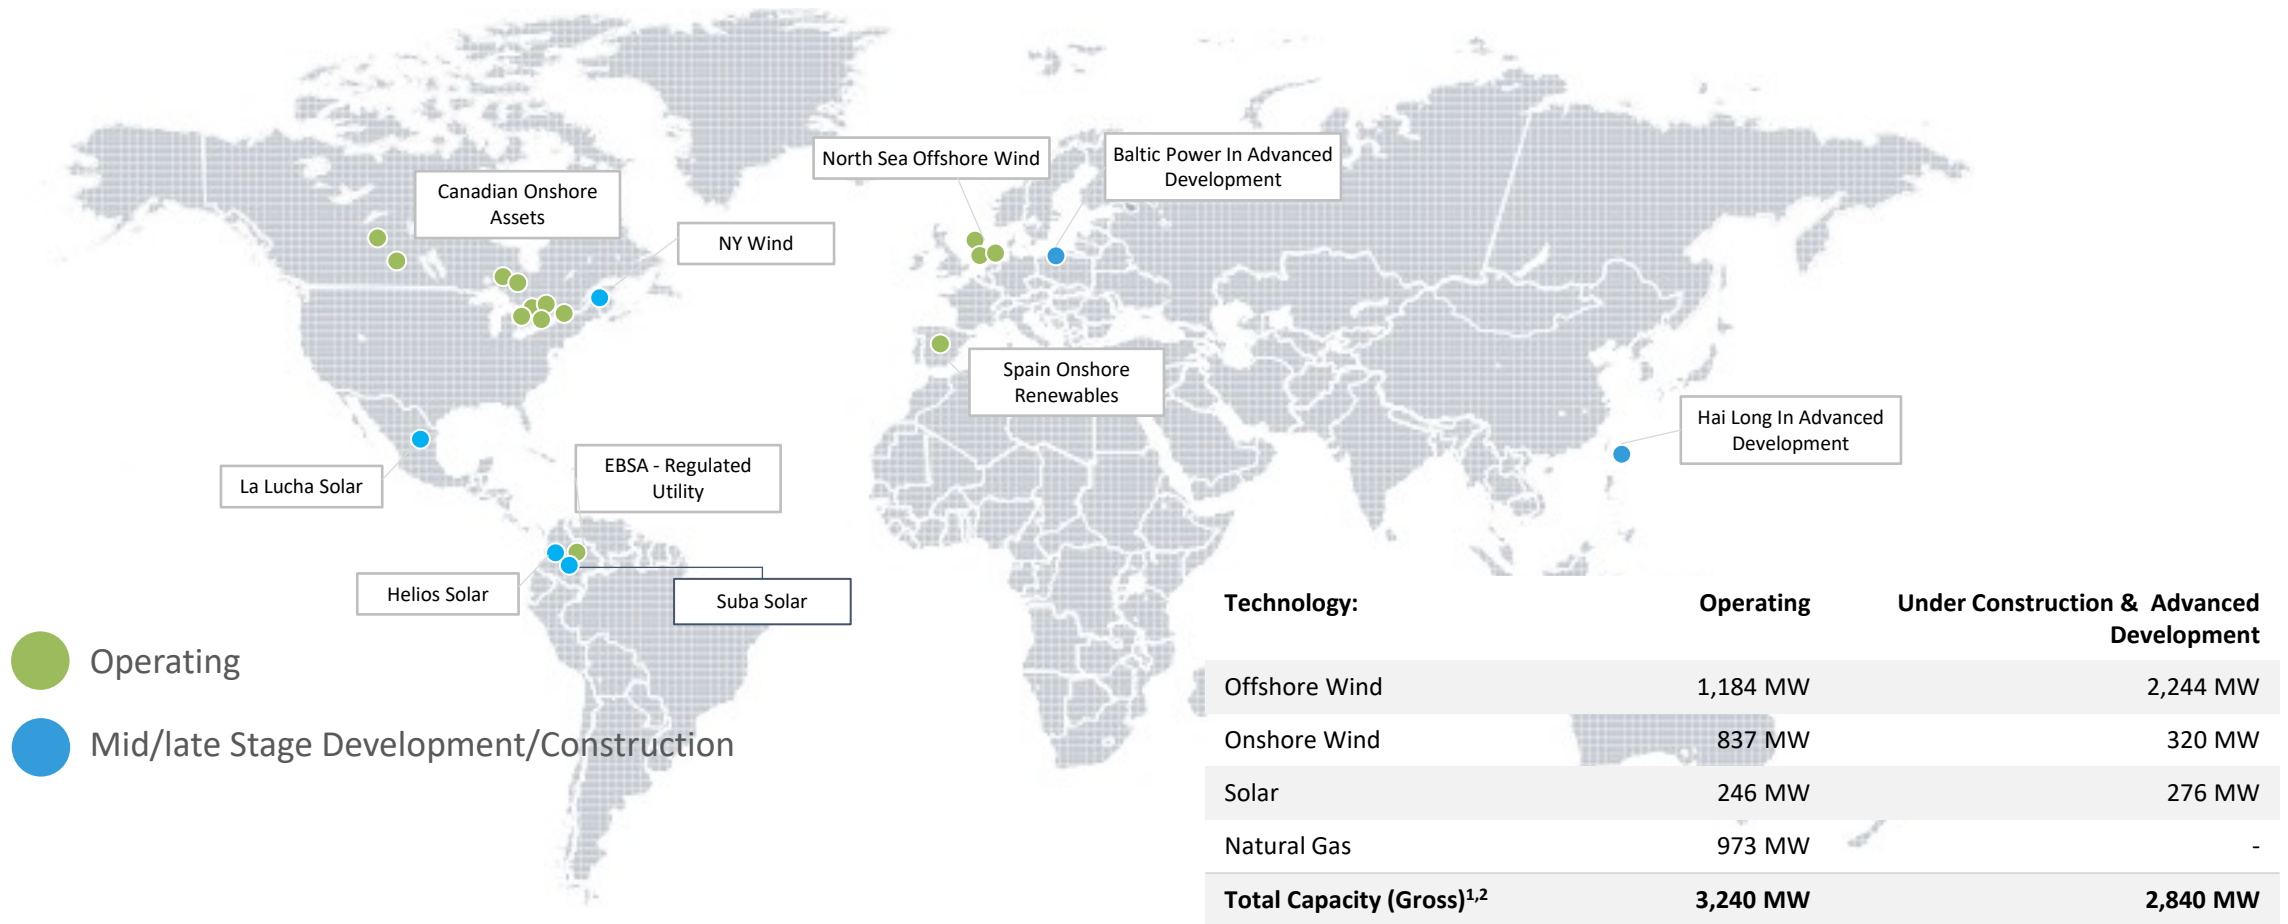 North Sea Offshore Wind
Baltic Power In Advanced
Development
Canadian Onshore
Assets
NY Wind
Spain Onshore
Renewables
Hai Long In Advanced
Development
La Lucha Solar
EBSA - Regulated
Utility
Helios Solar
Suba Solar
Operating
Mid/late Stage Development/Construction
Technology: Operating Under Construction & Advanced
Development
Offshore Wind 1,184 MW 2,244 MW
Onshore Wind 837 MW 320 MW
Solar 246 MW 276 MW
Natural Gas 973 MW -
Total Capacity (Gross)1,2 3,240 MW 2,840 MW